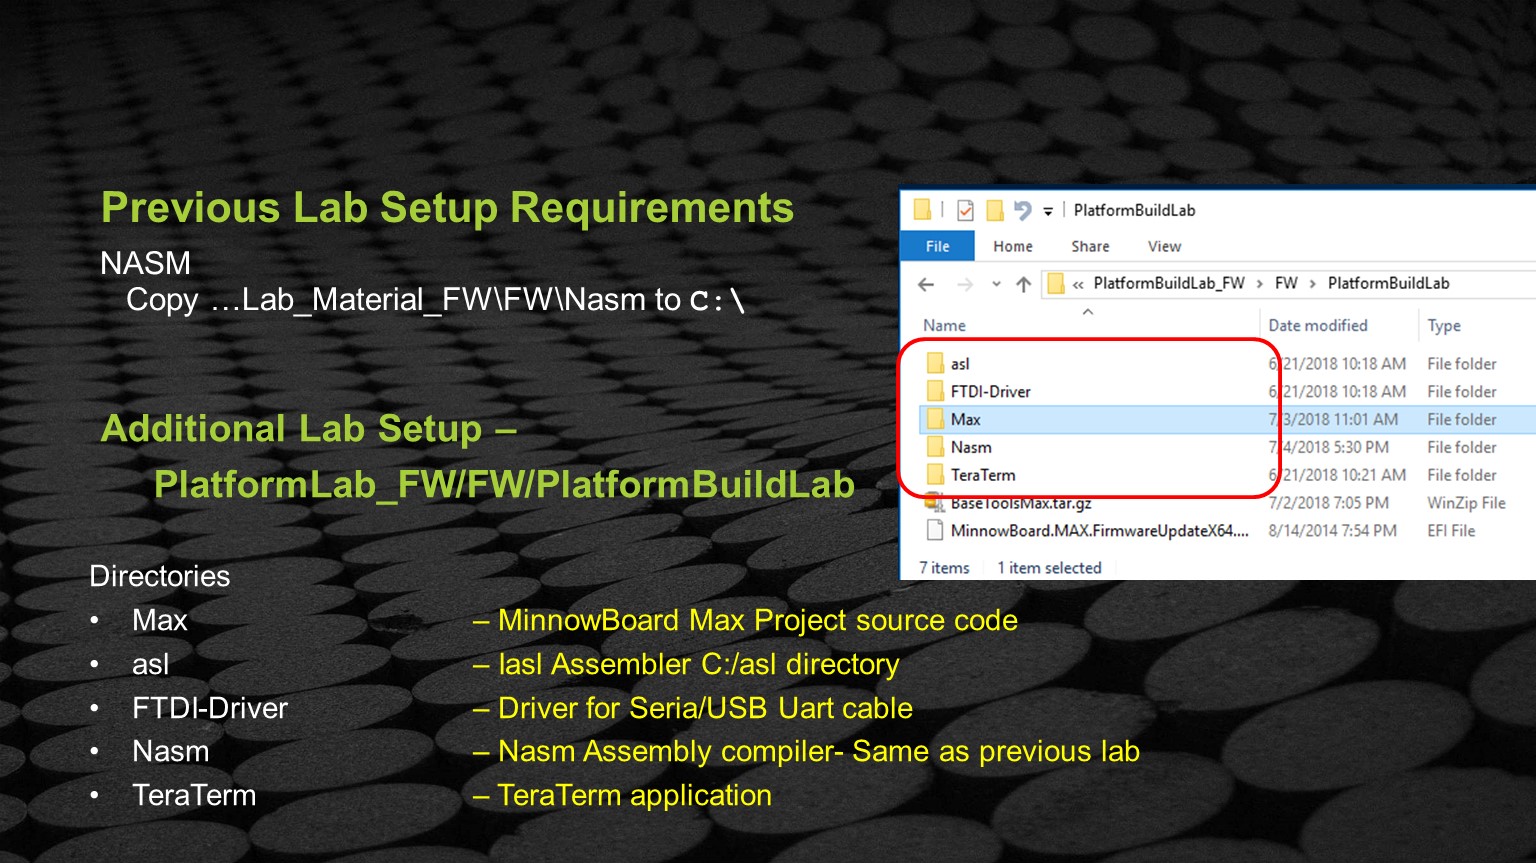 Previous Lab Setup Requirements
NASM
Copy …Lab_Material_FW\FW\Nasm to C:\
Additional Lab Setup –
PlatformLab_FW/FW/PlatformBuildLab
Directories
• Max – MinnowBoard Max Project source code
• asl – Iasl Assembler C:/asl directory
• FTDI-Driver – Driver for Seria/USB Uart cable
• Nasm – Nasm Assembly compiler- Same as previous lab
• TeraTerm – TeraTerm application
PlatformBuildLab
File Home Share View
« PlatformBuildLab_FW > FW > PlatformBuildLab
Name Date modified Type
asl 6/21/2018 10:18 AM File folder
FTDI-Driver 6/21/2018 10:18 AM File folder
Max 7/3/2018 11:01 AM File folder
Nasm 7/4/2018 5:30 PM File folder
TeraTerm 6/21/2018 10:21 AM File folder
BaseToolsMax.tar.gz 7/2/2018 7:05 PM WinZip File
MinnowBoard.MAX.FirmwareUpdateX64.... 8/14/2014 7:54 PM EFI File
7 items 1 item selected